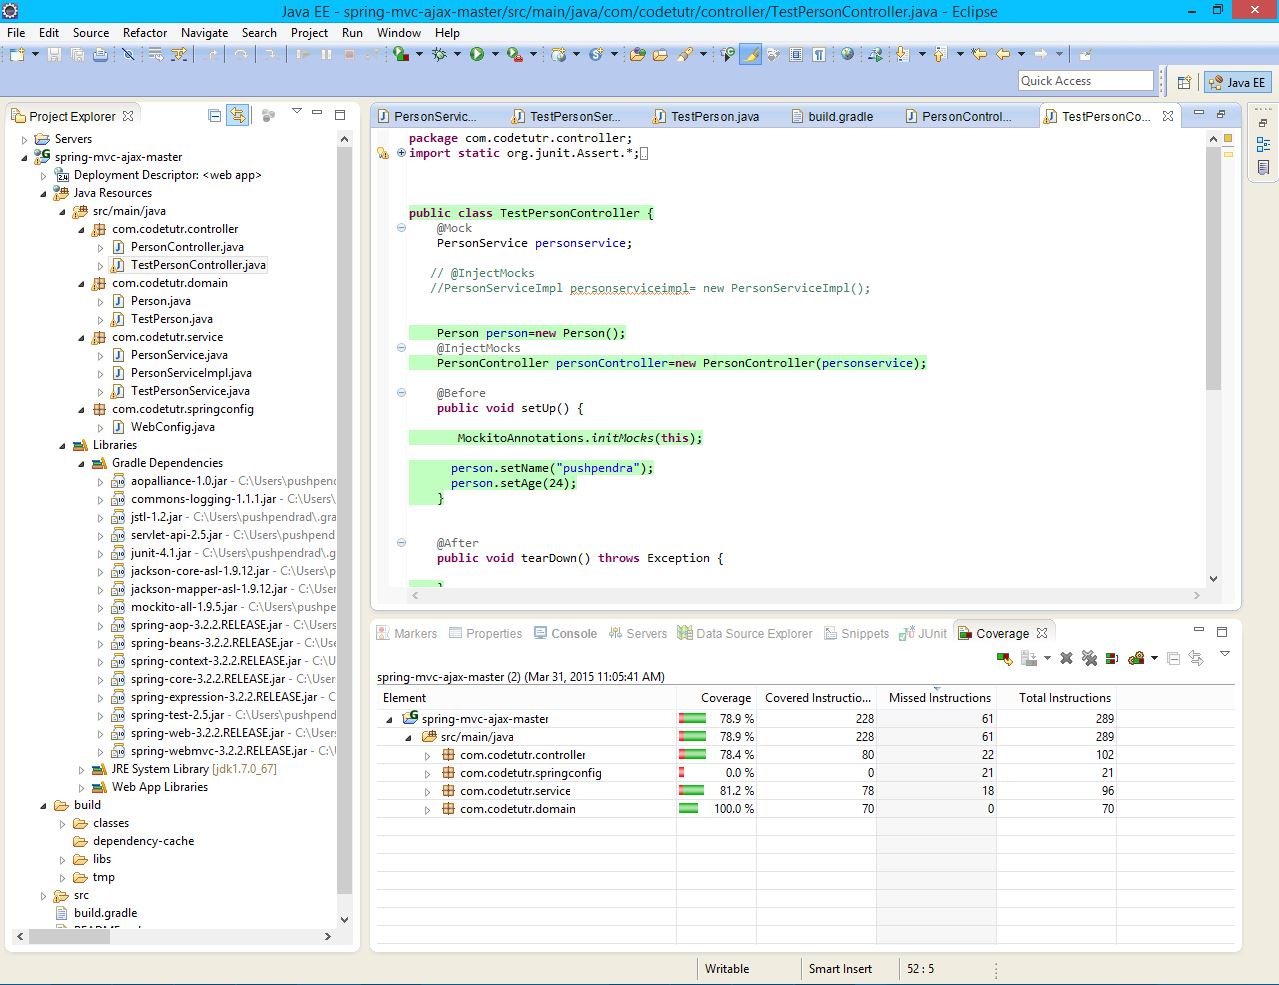 Java EE - spring-mvc-ajax-master/src/main/java/com/codetutr/controller/TestPersonController.java - Eclipse
File Edit Source Refactor Navigate Search Project Run Window Help
Quick Access
Java EE
Project Explorer
Servers
spring-mvc-ajax-master
Deployment Descriptor: <web app>
Java Resources
src/main/java
com.codetutr.controller
PersonController.java
TestPersonController.java
com.codetutr.domain
Person.java
TestPerson.java
com.codetutr.service
PersonService.java
PersonServiceImpl.java
TestPersonService.java
com.codetutr.springconfig
WebConfig.java
Libraries
Gradle Dependencies
aopalliance-1.0.jar - C:\Users\pushpend
commons-logging-1.1.1.jar - C:\Users\
jstl-1.2.jar - C:\Users\pushpendrad\.gra
servlet-api-2.5.jar - C:\Users\pushpend
junit-4.1.jar - C:\Users\pushpendrad\.g
jackson-core-asl-1.9.12.jar - C:\Users\p
jackson-mapper-asl-1.9.12.jar - C:\Users
mockito-all-1.9.5.jar - C:\Users\pushpe
spring-aop-3.2.2.RELEASE.jar - C:\Users
spring-beans-3.2.2.RELEASE.jar - C:\User
spring-context-3.2.2.RELEASE.jar - C:\Us
spring-core-3.2.2.RELEASE.jar - C:\Users
spring-expression-3.2.2.RELEASE.jar - C
spring-test-2.5.jar - C:\Users\pushpend
spring-web-3.2.2.RELEASE.jar - C:\Users
spring-webmvc-3.2.2.RELEASE.jar - C:\U
JRE System Library [jdk1.7.0_67]
Web App Libraries
build
classes
dependency-cache
libs
tmp
src
build.gradle
PersonServic... TestPersonSer... TestPerson.java build.gradle PersonControl... TestPersonCo...
package com.codetutr.controller;
import static org.junit.Assert.*;
public class TestPersonController {
@Mock
PersonService personservice;
// @InjectMocks
//PersonServiceImpl personserviceimpl= new PersonServiceImpl();
Person person=new Person();
@InjectMocks
PersonController personController=new PersonController(personservice);
@Before
public void setUp() {
MockitoAnnotations.initMocks(this);
person.setName("pushpendra");
person.setAge(24);
}
@After
public void tearDown() throws Exception {
}
Markers Properties Console Servers Data Source Explorer Snippets JUnit Coverage
spring-mvc-ajax-master (2) (Mar 31, 2015 11:05:41 AM)
Element Coverage Covered Instructio... Missed Instructions Total Instructions
spring-mvc-ajax-master 78.9 % 228 61 289
src/main/java 78.9 % 228 61 289
com.codetutr.controller 78.4 % 80 22 102
com.codetutr.springconfig 0.0 % 0 21 21
com.codetutr.service 81.2 % 78 18 96
com.codetutr.domain 100.0 % 70 0 70
Writable Smart Insert 52 : 5